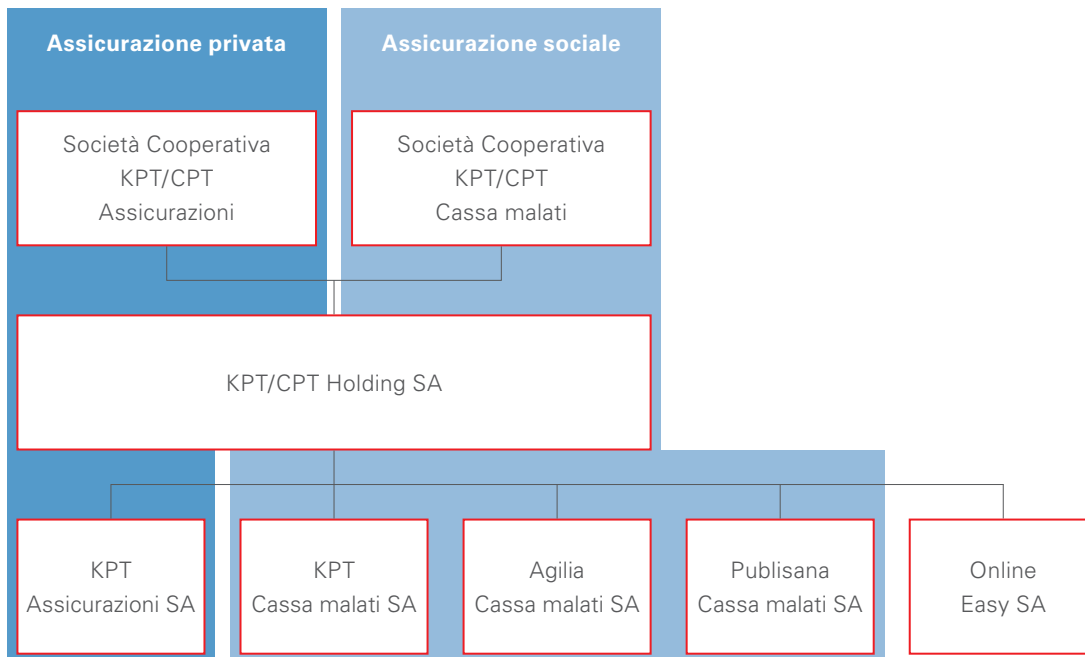 Assicurazione privata
Assicurazione sociale
Società Cooperativa
KPT/CPT
Assicurazioni
Società Cooperativa
KPT/CPT
Cassa malati
KPT/CPT Holding SA
KPT
Assicurazioni SA
KPT
Cassa malati SA
Agilia
Cassa malati SA
Publisana
Cassa malati SA
Online
Easy SA